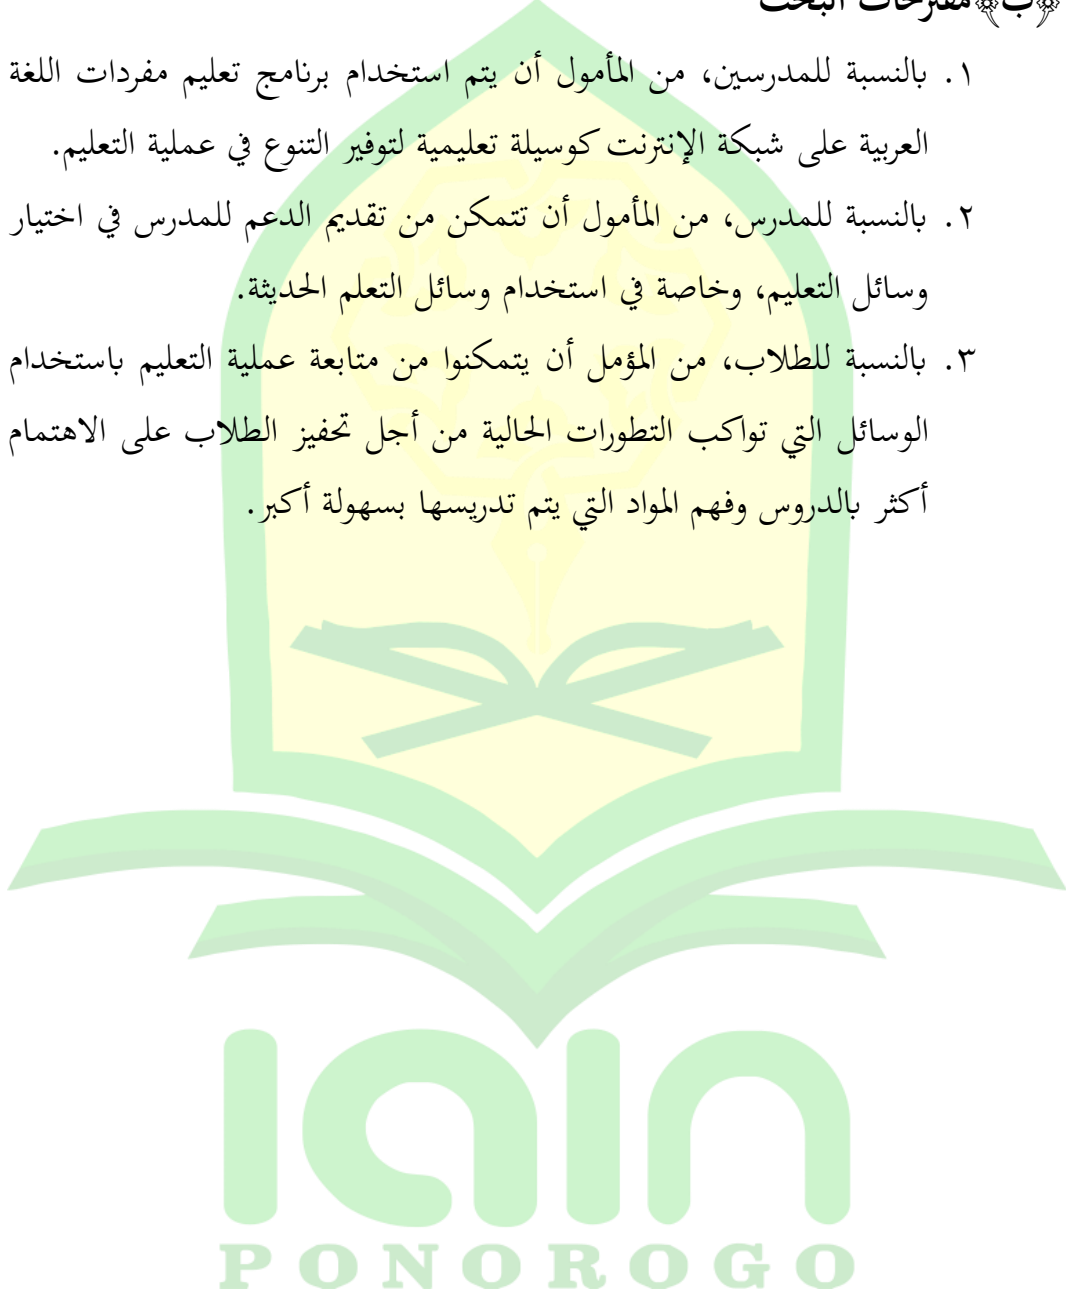 ﴿ب﴾ مقترحات البحث
١. بالنسبة للمدرسين، من المأمول أن يتم استخدام برنامج تعليم مفردات اللغة
العربية على شبكة الإنترنت كوسيلة تعليمية لتوفير التنوع في عملية التعليم.
٢. بالنسبة للمدرس، من المأمول أن تتمكن من تقديم الدعم للمدرس في اختيار
وسائل التعليم، وخاصة في استخدام وسائل التعلم الحديثة.
٣. بالنسبة للطلاب، من المؤمل أن يتمكنوا من متابعة عملية التعليم باستخدام
الوسائل التي تواكب التطورات الحالية من أجل تحفيز الطلاب على الاهتمام
أكثر بالدروس وفهم المواد التي يتم تدريسها بسهولة أكبر.
iain
PONOROGO